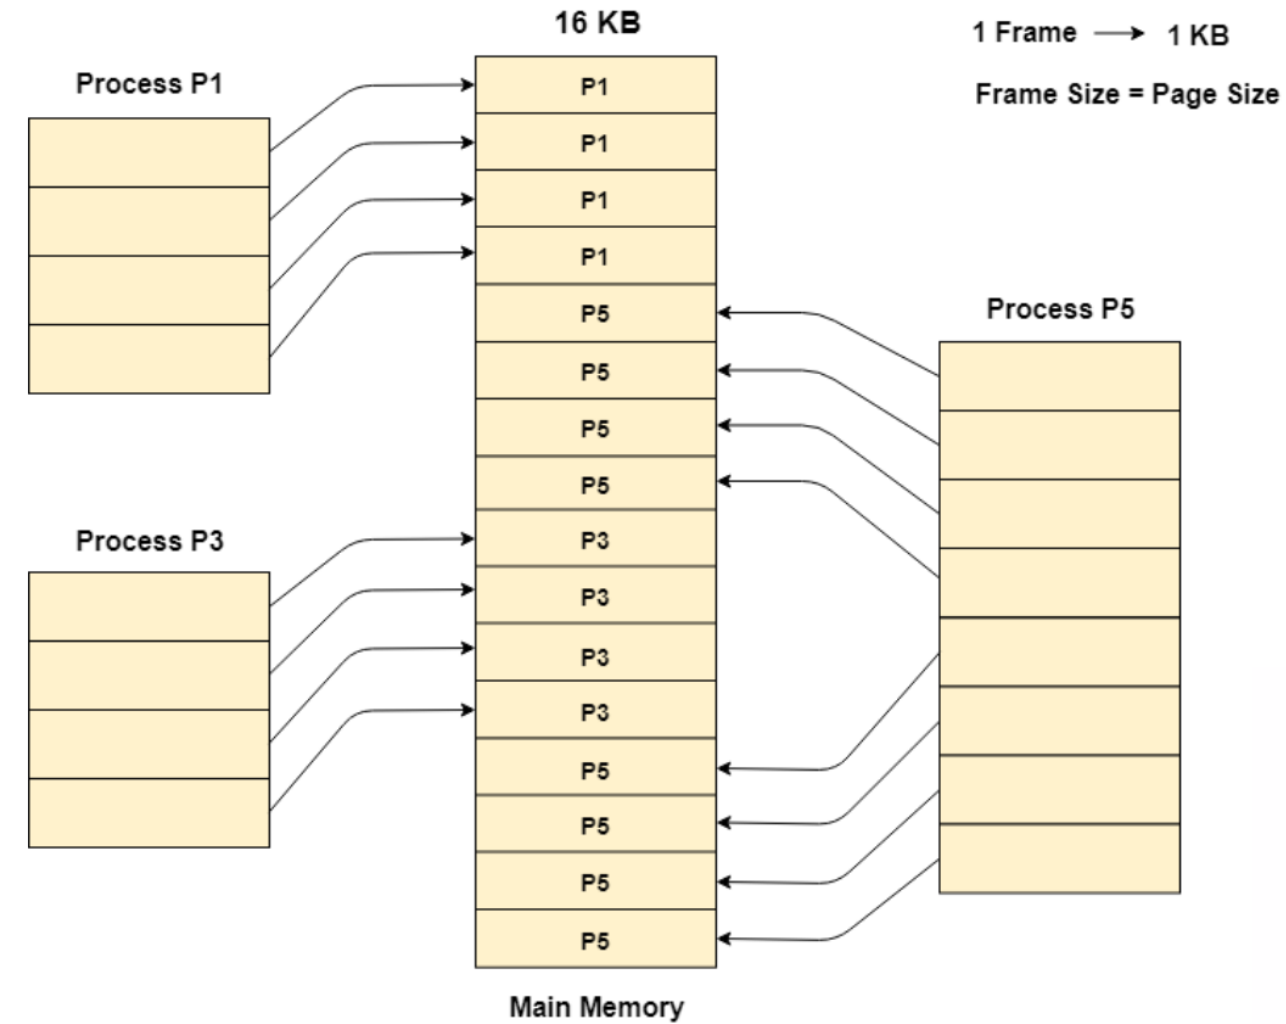 16 KB
1 Frame → 1 KB
Frame Size = Page Size
Process P1
P1
P1
P1
P1
P5
P5
P5
P5
P3
P3
P3
P3
P5
P5
P5
P5
Process P5
Process P3
Main Memory